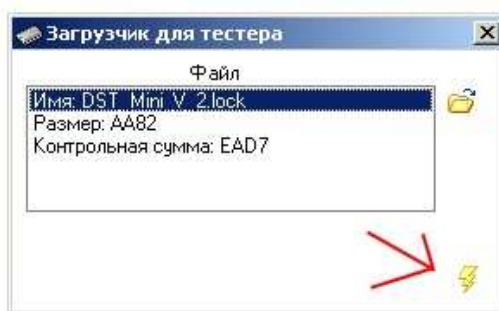 Загрузчик для тестера
Файл
Имя: DST_Mini_V_2.lock
Размер: AA82
Контрольная сумма: EAD7